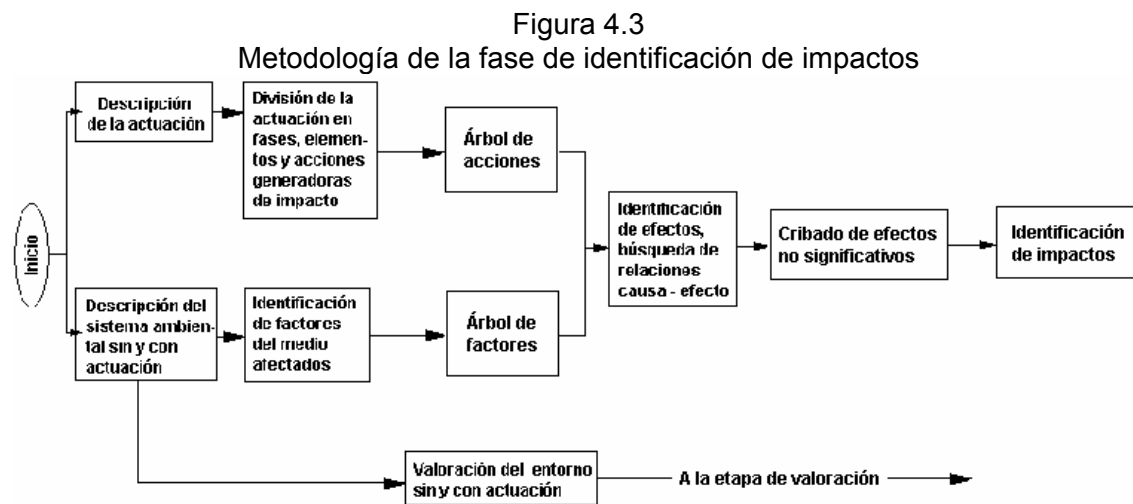 Figura 4.3
Metodología de la fase de identificación de impactos
Descripción
de la actuación
División de la
actuación en
fases, elemen-
tos y acciones
generadoras
de impacto
Árbol de
acciones
Inicio
Identificación
de efectos,
búsqueda de
relaciones
causa - efecto
Cribado de efectos
no significativos
Identificación
de impactos
Descripción del
sistema ambien-
tal sin y con
actuación
Identificación
de factores
del mediu
afectados
Árbol de
factores
Valoración del entorno
sin y con actuación
A la etapa de valoración